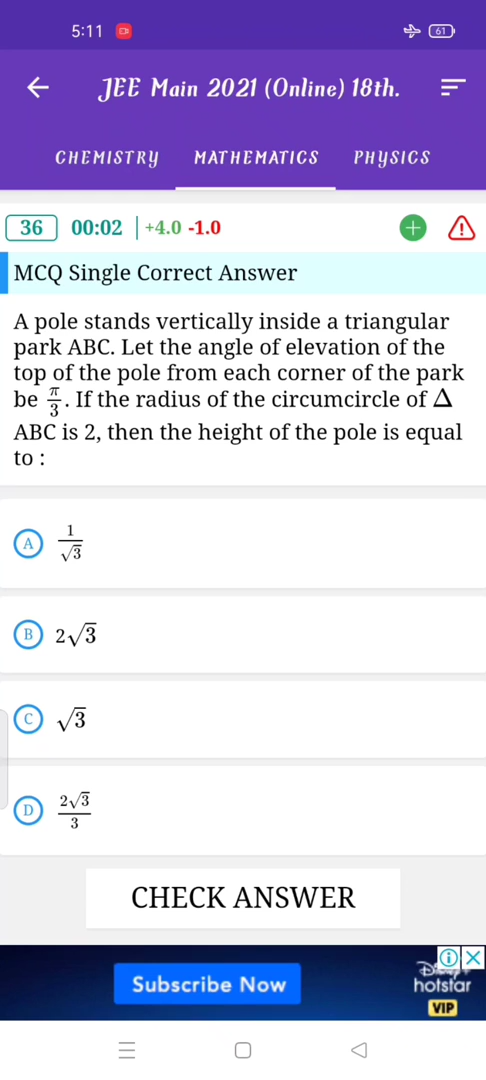 5:11
61
JEE Main 2021 (Online) 18th.
CHEMISTRY MATHEMATICS PHYSICS
36 00:02 +4.0 -1.0
MCQ Single Correct Answer
A pole stands vertically inside a triangular
park ABC. Let the angle of elevation of the
top of the pole from each corner of the park
be π/3. If the radius of the circumcircle of Δ
ABC is 2, then the height of the pole is equal
to :
A 1/√3
B 2√3
C √3
D 2√3/3
CHECK ANSWER
Subscribe Now
Disney+
hotstar
VIP